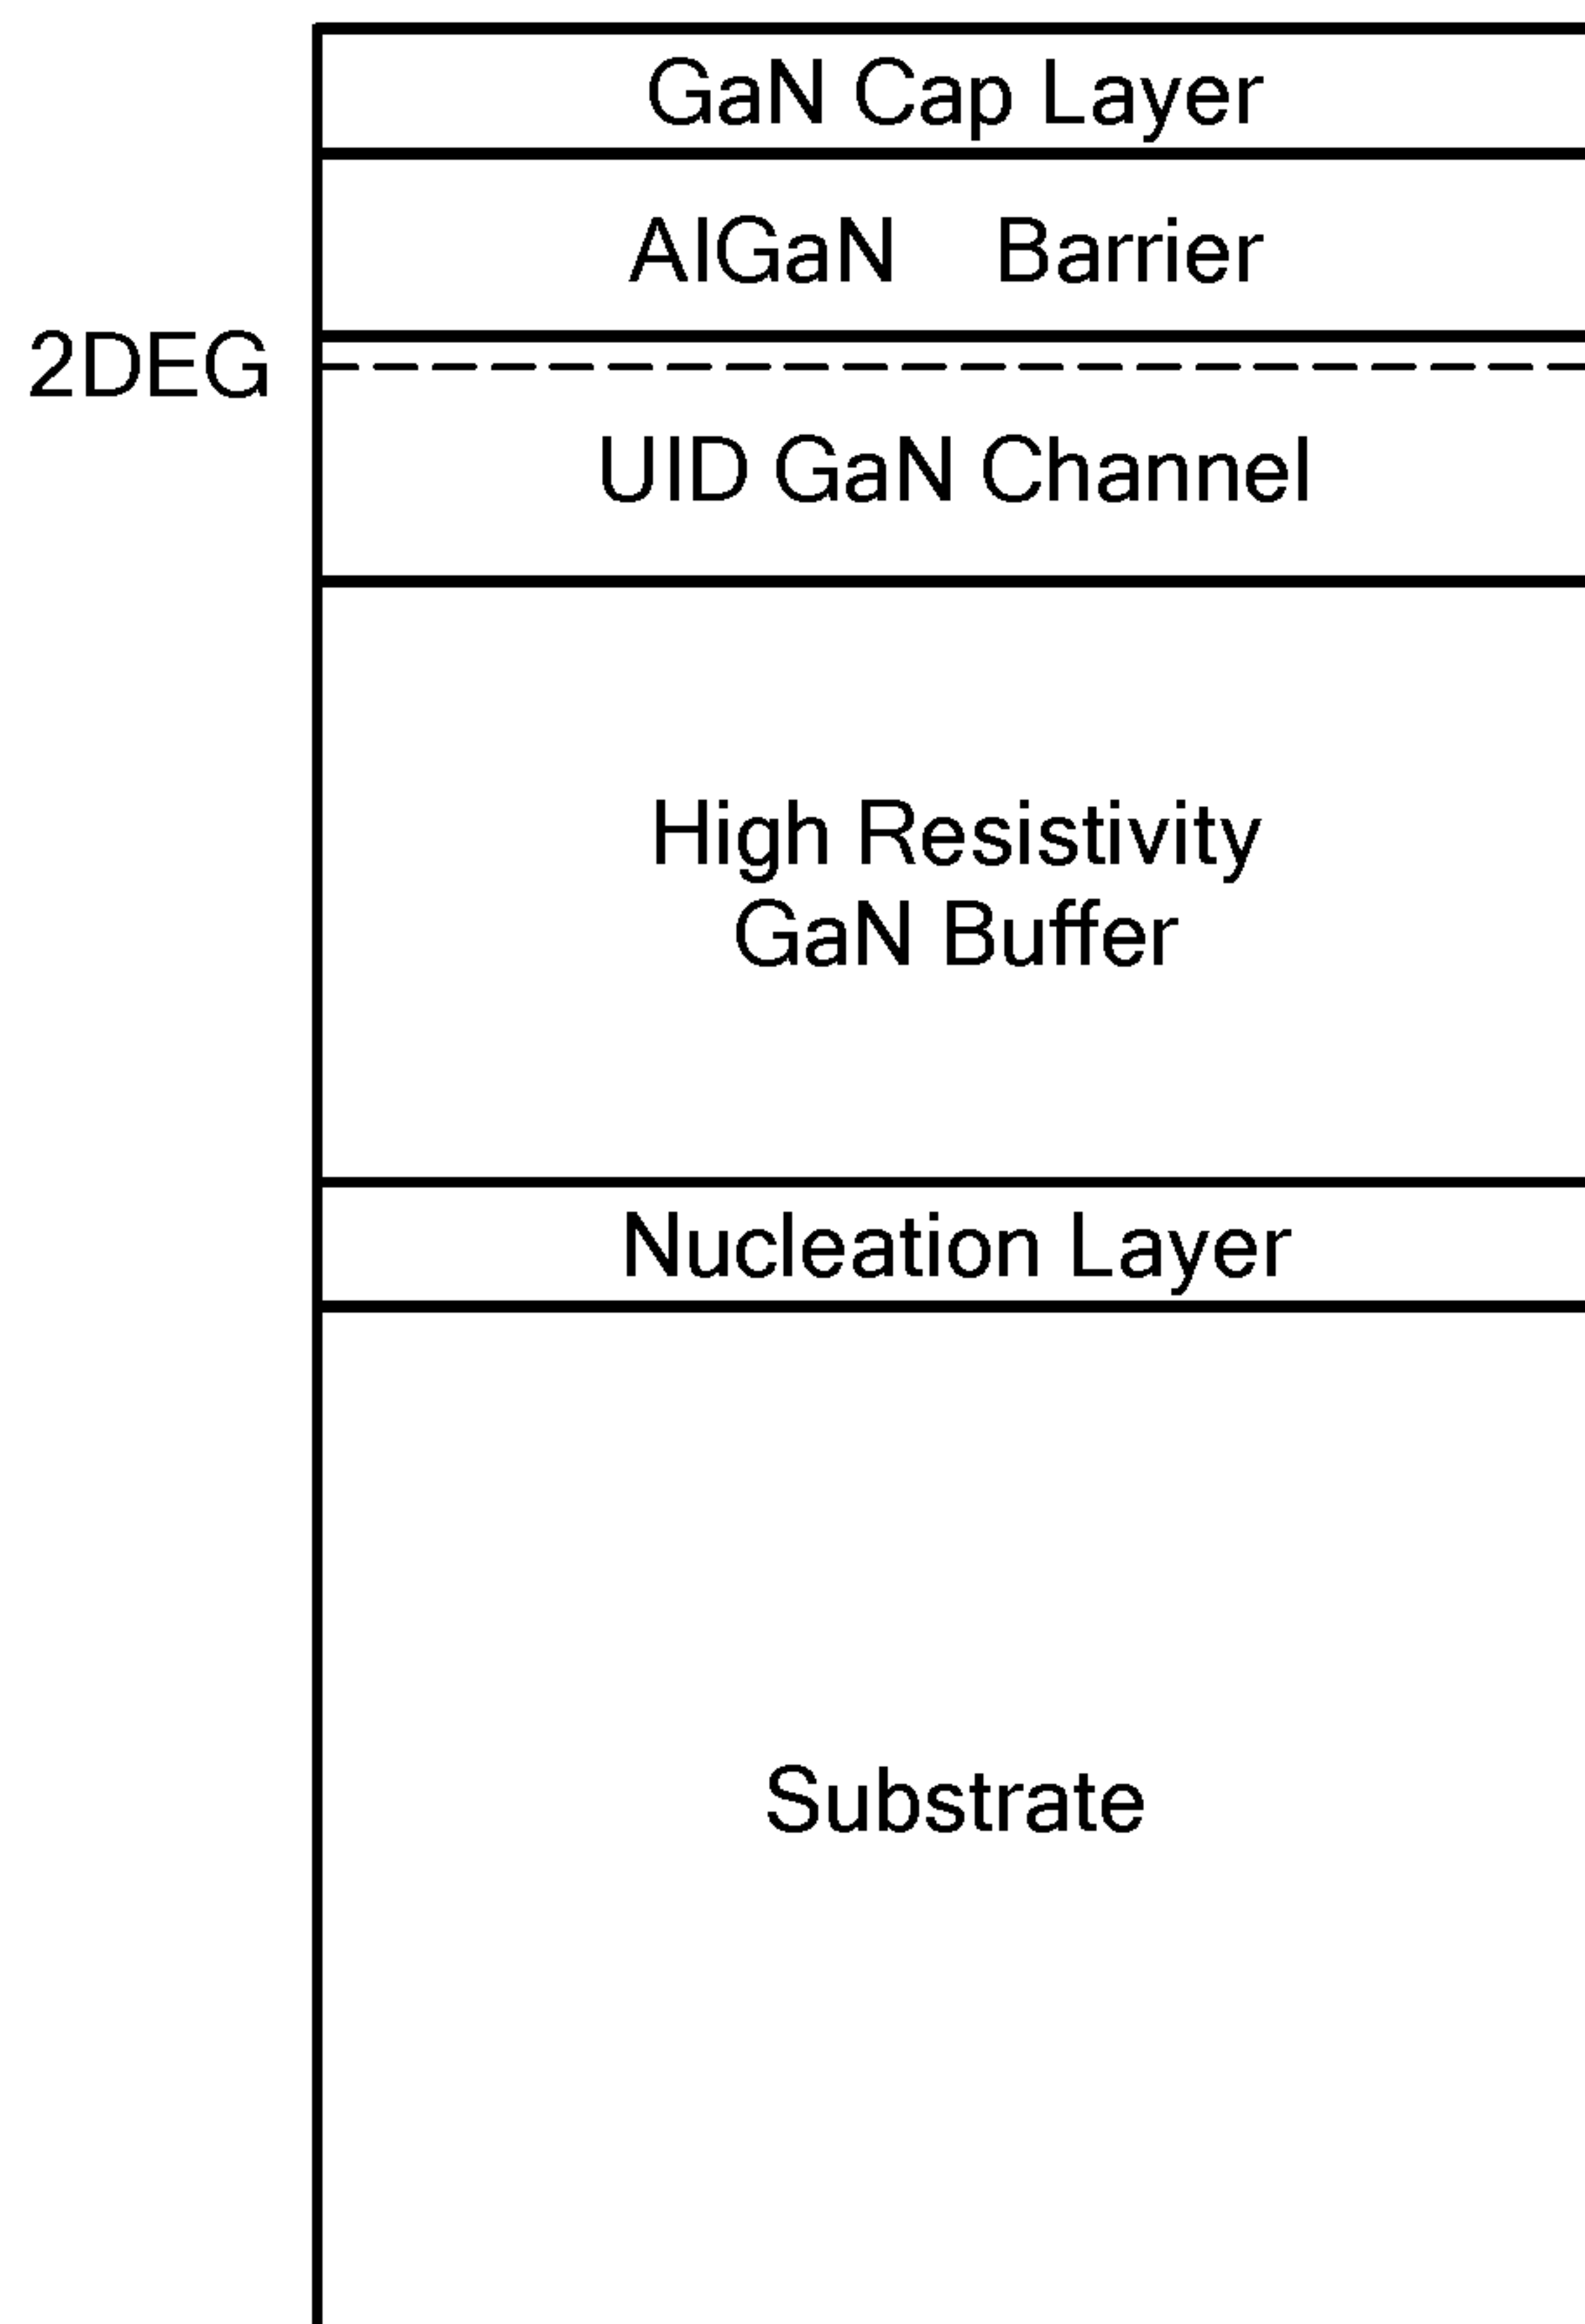 GaN Cap Layer
AlGaN Barrier
2DEG
UID GaN Channel
High Resistivity
GaN Buffer
Nucleation Layer
Substrate